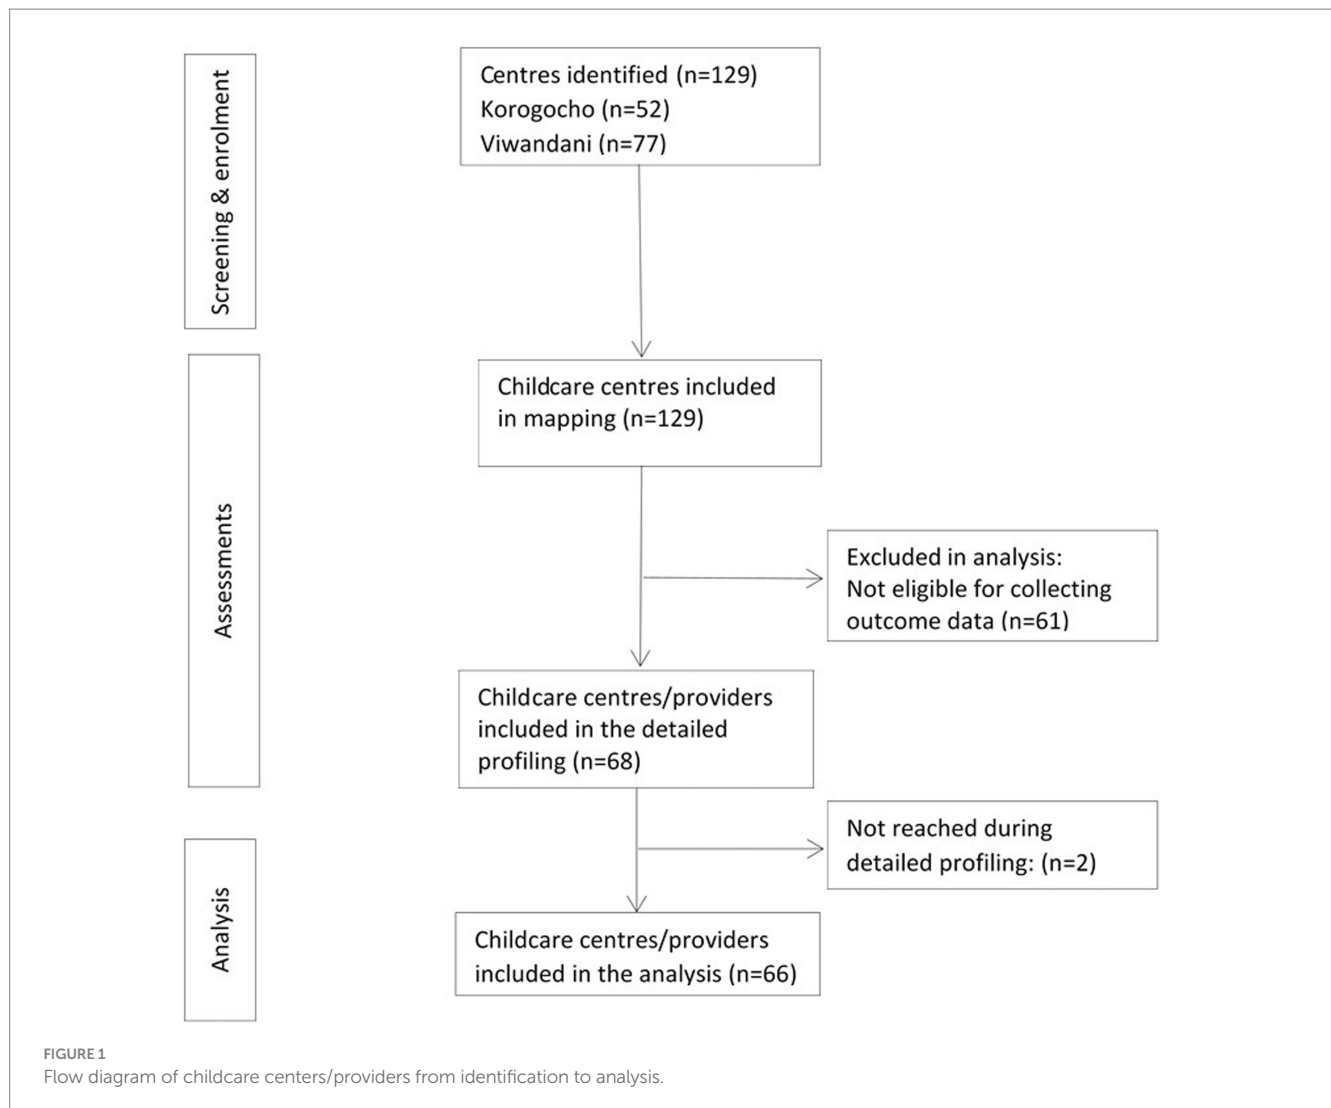 Screening & enrolment
Centres identified (n=129)
Korogocho (n=52)
Viwandani (n=77)
Assessments
Childcare centres included
in mapping (n=129)
Excluded in analysis:
Not eligible for collecting
outcome data (n=61)
Childcare centres/providers
included in the detailed
profiling (n=68)
Not reached during
detailed profiling: (n=2)
Analysis
Childcare centres/providers
included in the analysis (n=66)
FIGURE 1
Flow diagram of childcare centers/providers from identification to analysis.